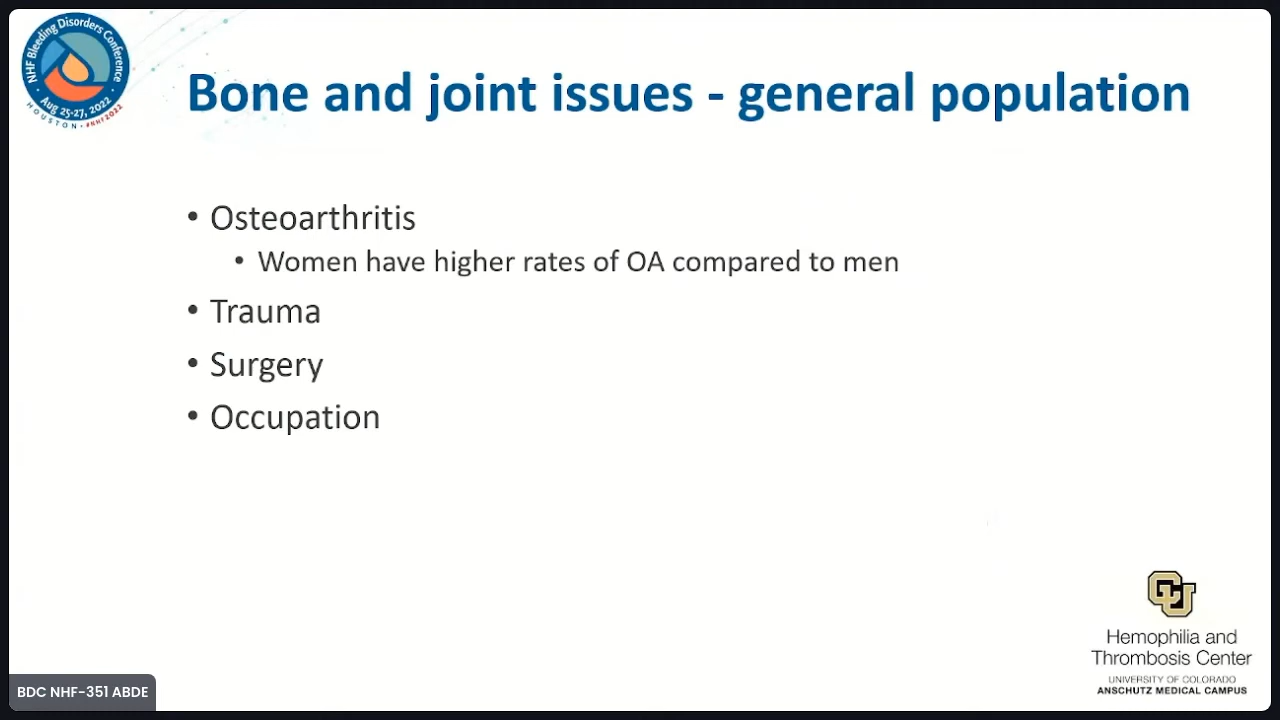 NHF Bleeding Disorders Conference
Aug 25-27, 2022
HOUSTON • #NHF2022
Bone and joint issues - general population
• Osteoarthritis
• Women have higher rates of OA compared to men
• Trauma
• Surgery
• Occupation
CU
Hemophilia and
Thrombosis Center
UNIVERSITY OF COLORADO
ANSCHUTZ MEDICAL CAMPUS
BDC NHF-351 ABDE